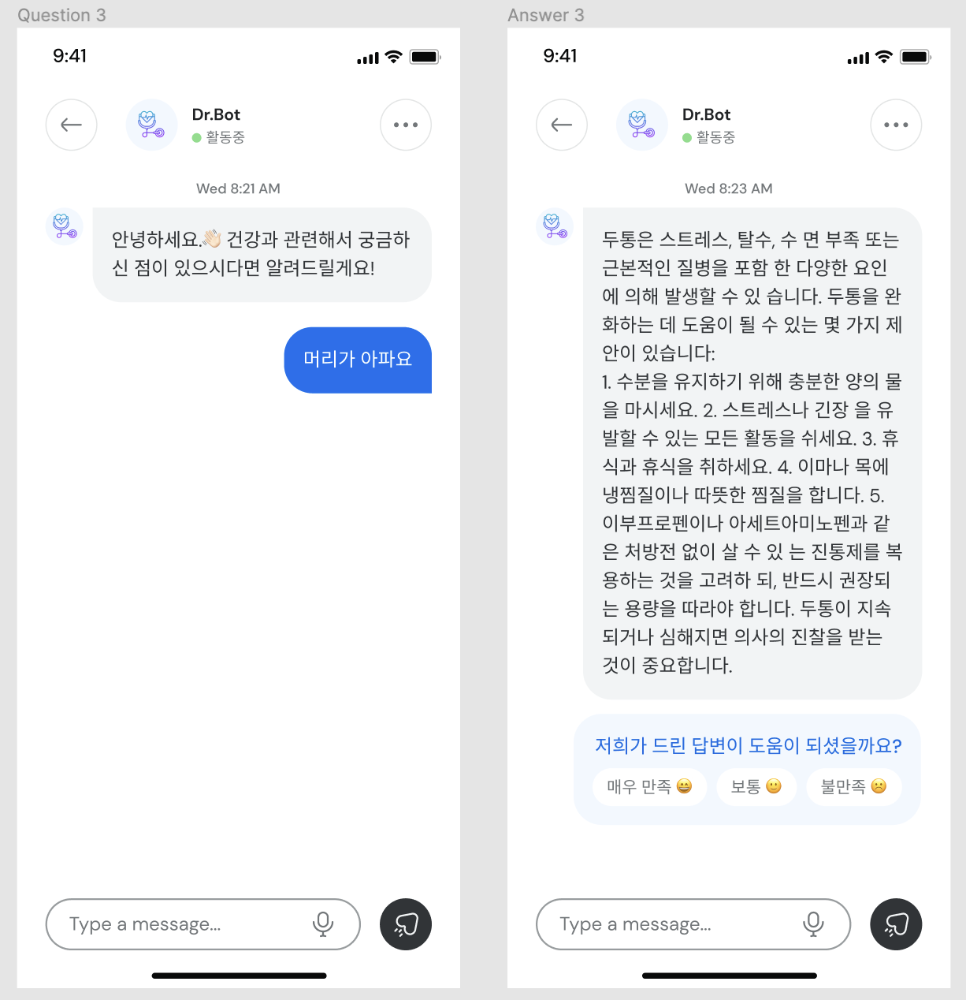 Question 3
9:41
Dr.Bot
활동중
Wed 8:21 AM
안녕하세요.👋🏻 건강과 관련해서 궁금하
신 점이 있으시다면 알려드릴게요!
머리가 아파요
Type a message...
Answer 3
9:41
Dr.Bot
활동중
Wed 8:23 AM
두통은 스트레스, 탈수, 수 면 부족 또는
근본적인 질병을 포함 한 다양한 요인
에 의해 발생할 수 있 습니다. 두통을 완
화하는 데 도움이 될 수 있는 몇 가지 제
안이 있습니다:
1. 수분을 유지하기 위해 충분한 양의 물
을 마시세요. 2. 스트레스나 긴장 을 유
발할 수 있는 모든 활동을 쉬세요. 3. 휴
식과 휴식을 취하세요. 4. 이마나 목에
냉찜질이나 따뜻한 찜질을 합니다. 5.
이부프로펜이나 아세트아미노펜과 같
은 처방전 없이 살 수 있 는 진통제를 복
용하는 것을 고려하 되, 반드시 권장되
는 용량을 따라야 합니다. 두통이 지속
되거나 심해지면 의사의 진찰을 받는
것이 중요합니다.
저희가 드린 답변이 도움이 되셨을까요?
매우 만족 😄
보통 🙂
불만족 ☹️
Type a message...